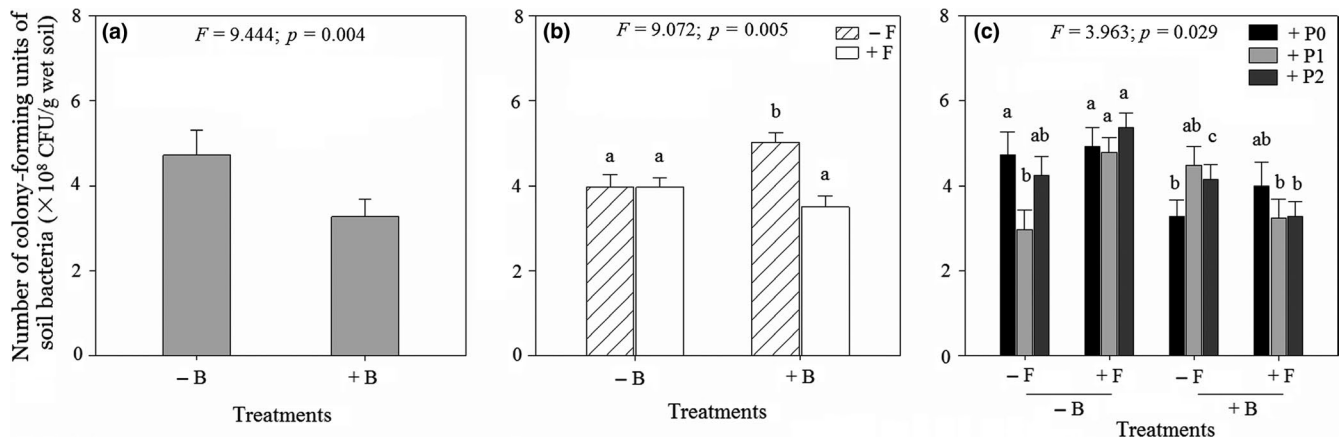 Number of colony-forming units of
soil bacteria (× 10⁸ CFU/g wet soil)
8
6
4
2
0
(a)
F = 9.444; p = 0.004
– B
+ B
Treatments
8
6
4
2
0
(b)
F = 9.072; p = 0.005
– F
+ F
a
a
b
a
– B
+ B
Treatments
8
6
4
2
0
(c)
F = 3.963; p = 0.029
+ P0
+ P1
+ P2
a
b
ab
a
a
a
b
ab
c
ab
b
b
– F
+ F
– F
+ F
– B
+ B
Treatments